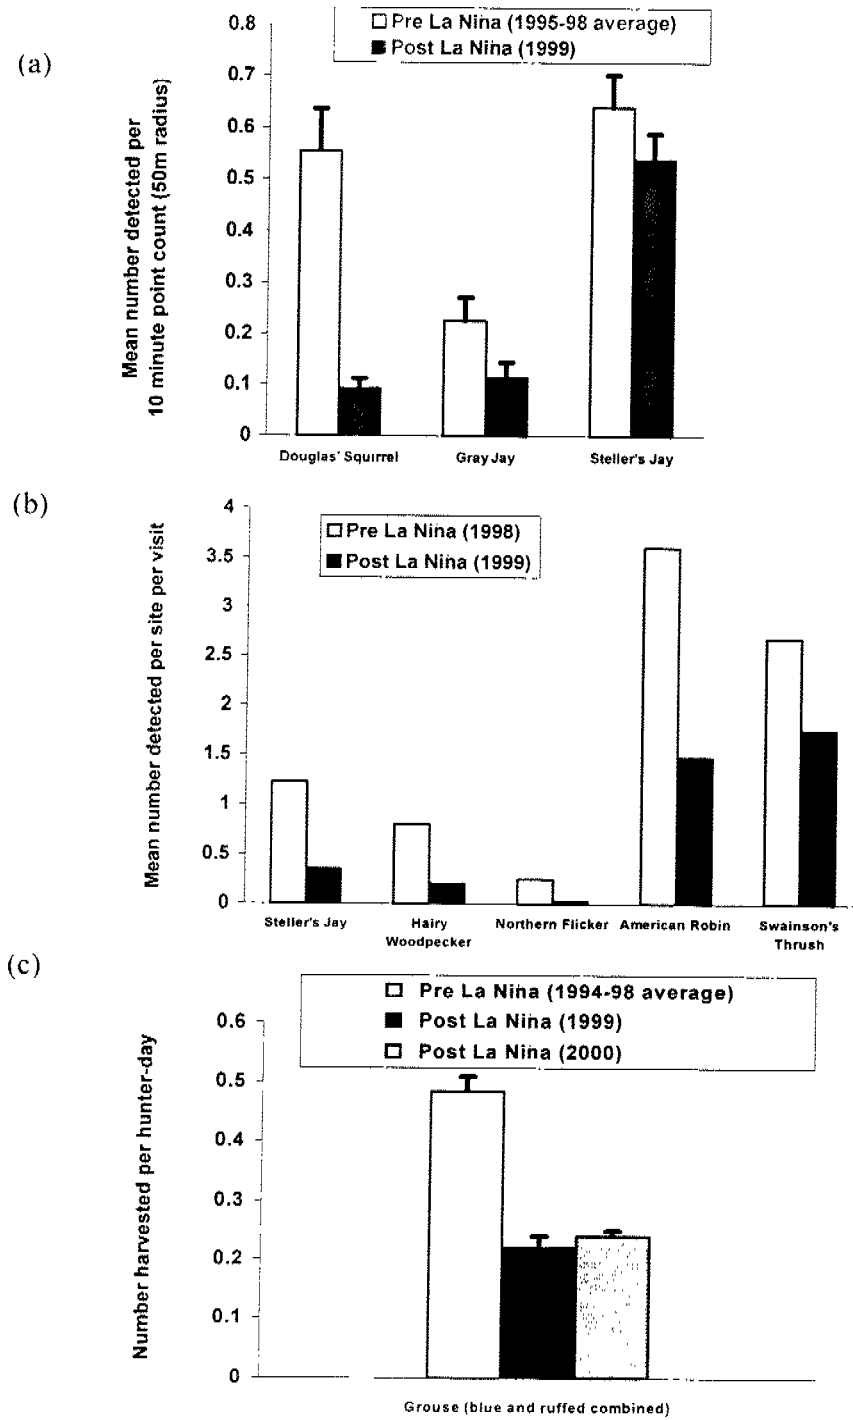 (a)
Pre La Nina (1995-98 average)
Post La Nina (1999)
Mean number detected per
10 minute point count (50m radius)
0.8
0.7
0.6
0.5
0.4
0.3
0.2
0.1
0
Douglas' Squirrel
Gray Jay
Steller's Jay
(b)
Pre La Nina (1998)
Post La Nina (1999)
Mean number detected per site per visit
4
3.5
3
2.5
2
1.5
1
0.5
0
Steller's Jay
Hairy
Woodpecker
Northern Flicker
American Robin
Swainson's
Thrush
(c)
Pre La Nina (1994-98 average)
Post La Nina (1999)
Post La Nina (2000)
Number harvested per hunter-day
0.6
0.5
0.4
0.3
0.2
0.1
0
Grouse (blue and ruffed combined)